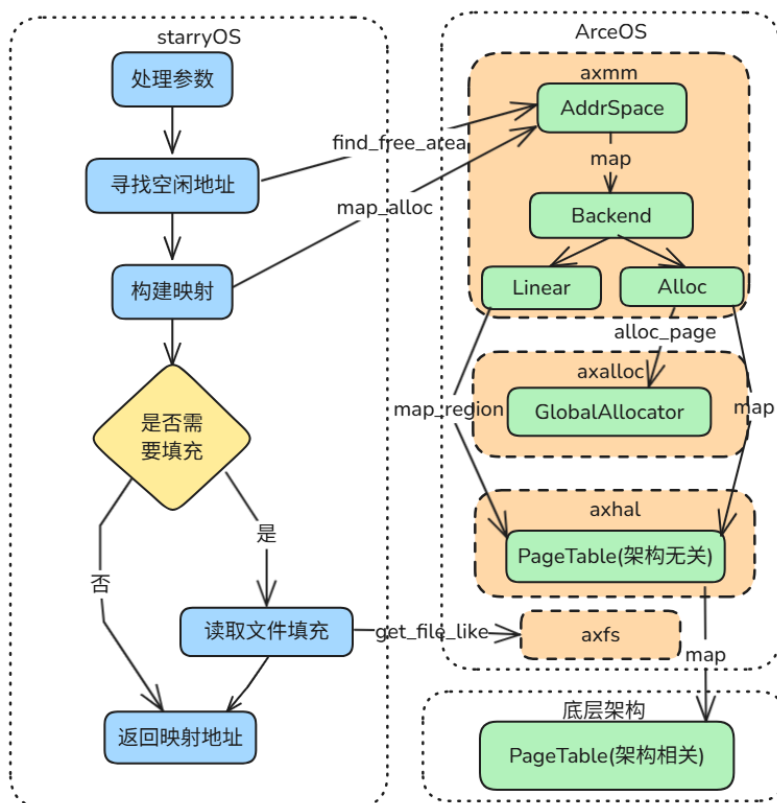 starryOS
处理参数
寻找空闲地址
构建映射
是否需
要填充
是
否
读取文件填充
返回映射地址
find_free_area
map_alloc
get_file_like
ArceOS
axmm
AddrSpace
map
Backend
Linear
Alloc
alloc_page
axalloc
GlobalAllocator
map_region
map
axhal
PageTable(架构无关)
axfs
map
底层架构
PageTable(架构相关)